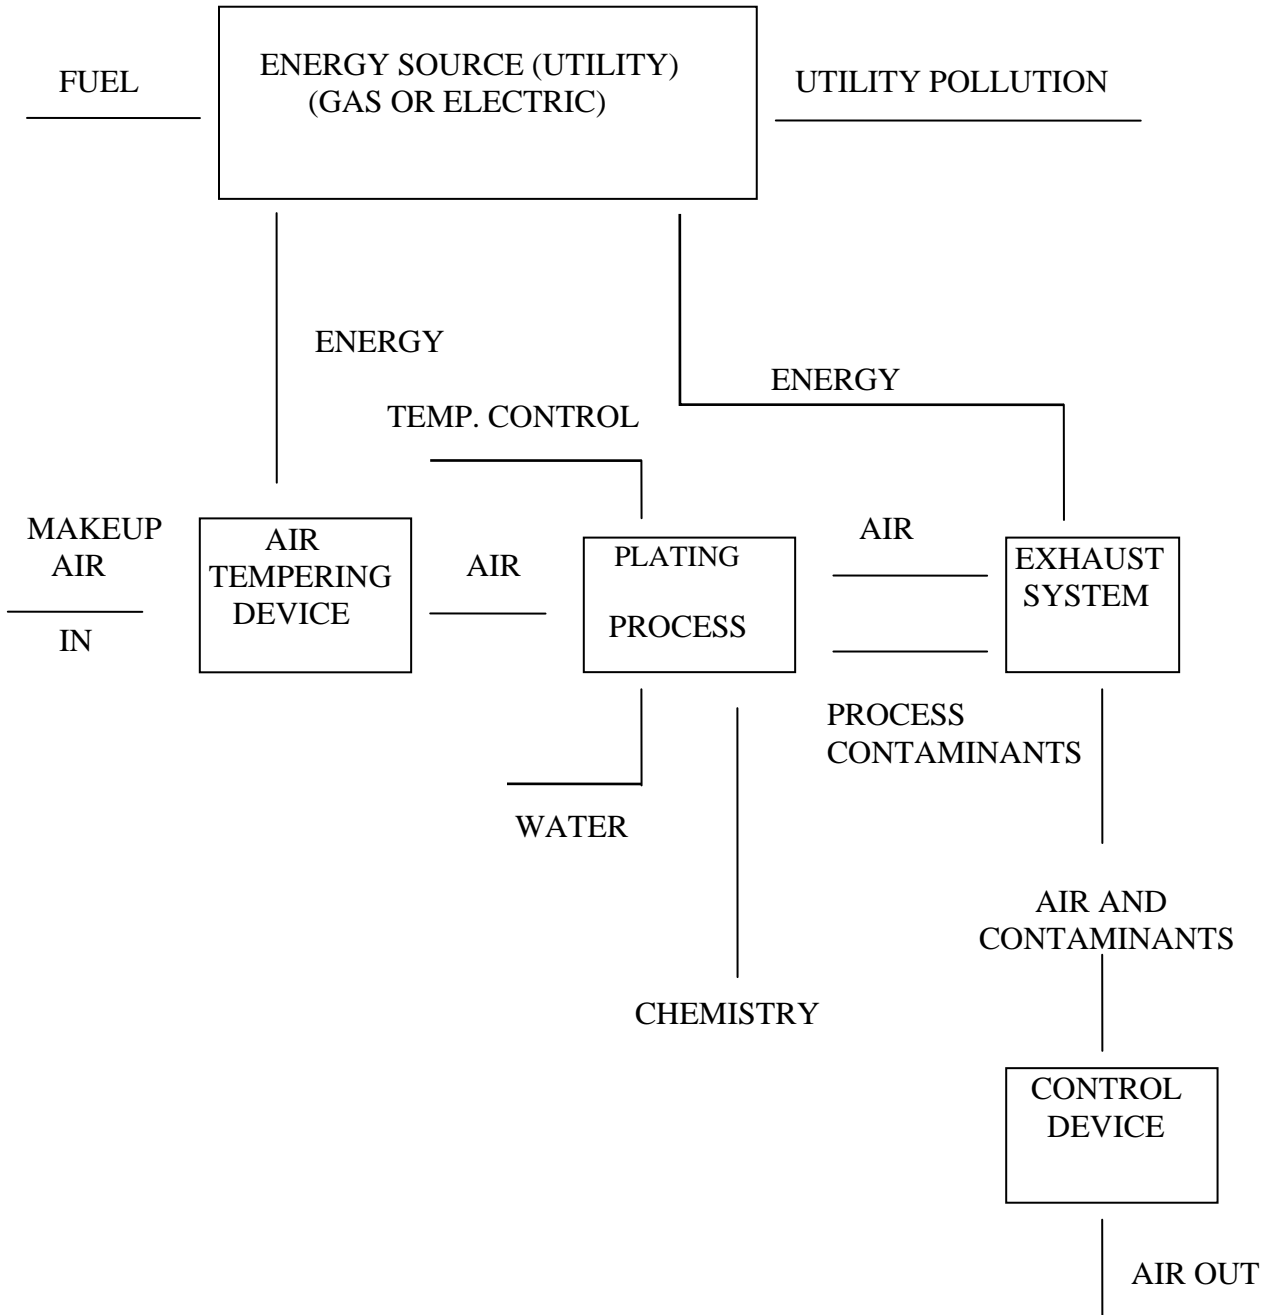 FUEL
ENERGY SOURCE (UTILITY)
(GAS OR ELECTRIC)
UTILITY POLLUTION
ENERGY
ENERGY
TEMP. CONTROL
MAKEUP
AIR
IN
AIR
TEMPERING
DEVICE
AIR
PLATING
PROCESS
AIR
EXHAUST
SYSTEM
PROCESS
CONTAMINANTS
WATER
AIR AND
CONTAMINANTS
CHEMISTRY
CONTROL
DEVICE
AIR OUT